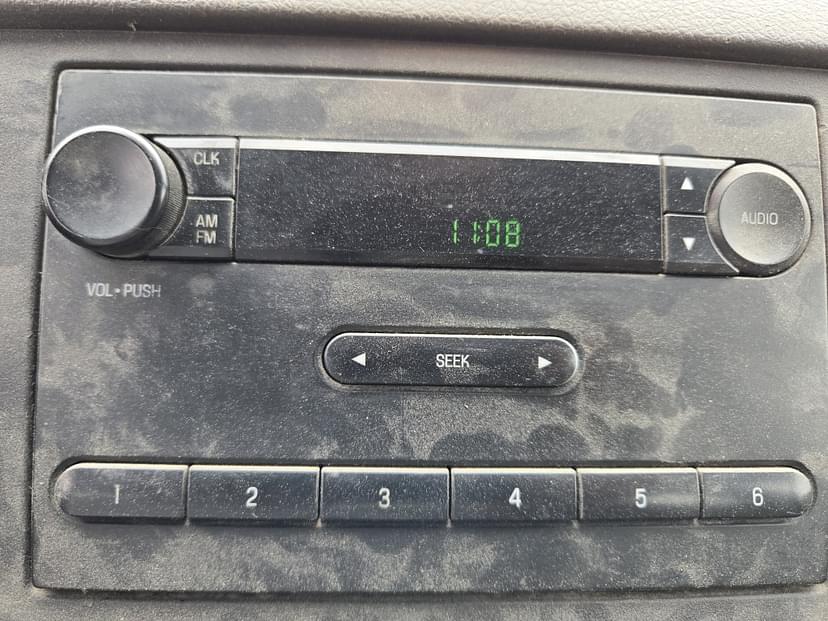 CLK
AM
FM
11:08
AUDIO
VOL•PUSH
SEEK
1 2 3 4 5 6